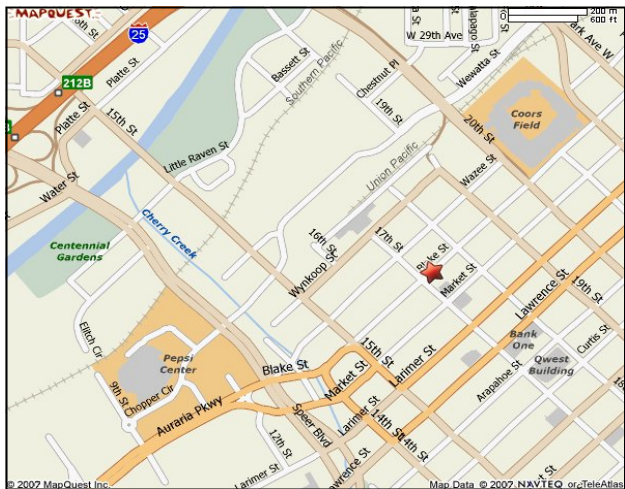 MAPQUEST
25
212B
Platte St
Platte St
15th St
Water St
Bassett St
Southern Pacific
W 29th Ave
Chestnut Pl
19th St
Wewatta St
Park Ave W
200 m
600 ft
20th St
Coors
Field
Little Raven St
Union Pacific
Wazee St
Cherry Creek
Centennial
Gardens
16th St
17th St
Wynkoop St
Blake St
Market St
Lawrence St
19th St
Elitch Cir
Pepsi
Center
9th St
Chopper Cir
Auraria Pkwy
Blake St
Market St
15th St
Larimer St
Bank
One
Qwest
Building
Curtis St
Arapahoe St
Speer Blvd
12th St
Larimer St
Larimer St
Lawrence St
14th St
14th St
© 2007 MapQuest Inc.
Map Data © 2007 NAVTEQ or TeleAtlas